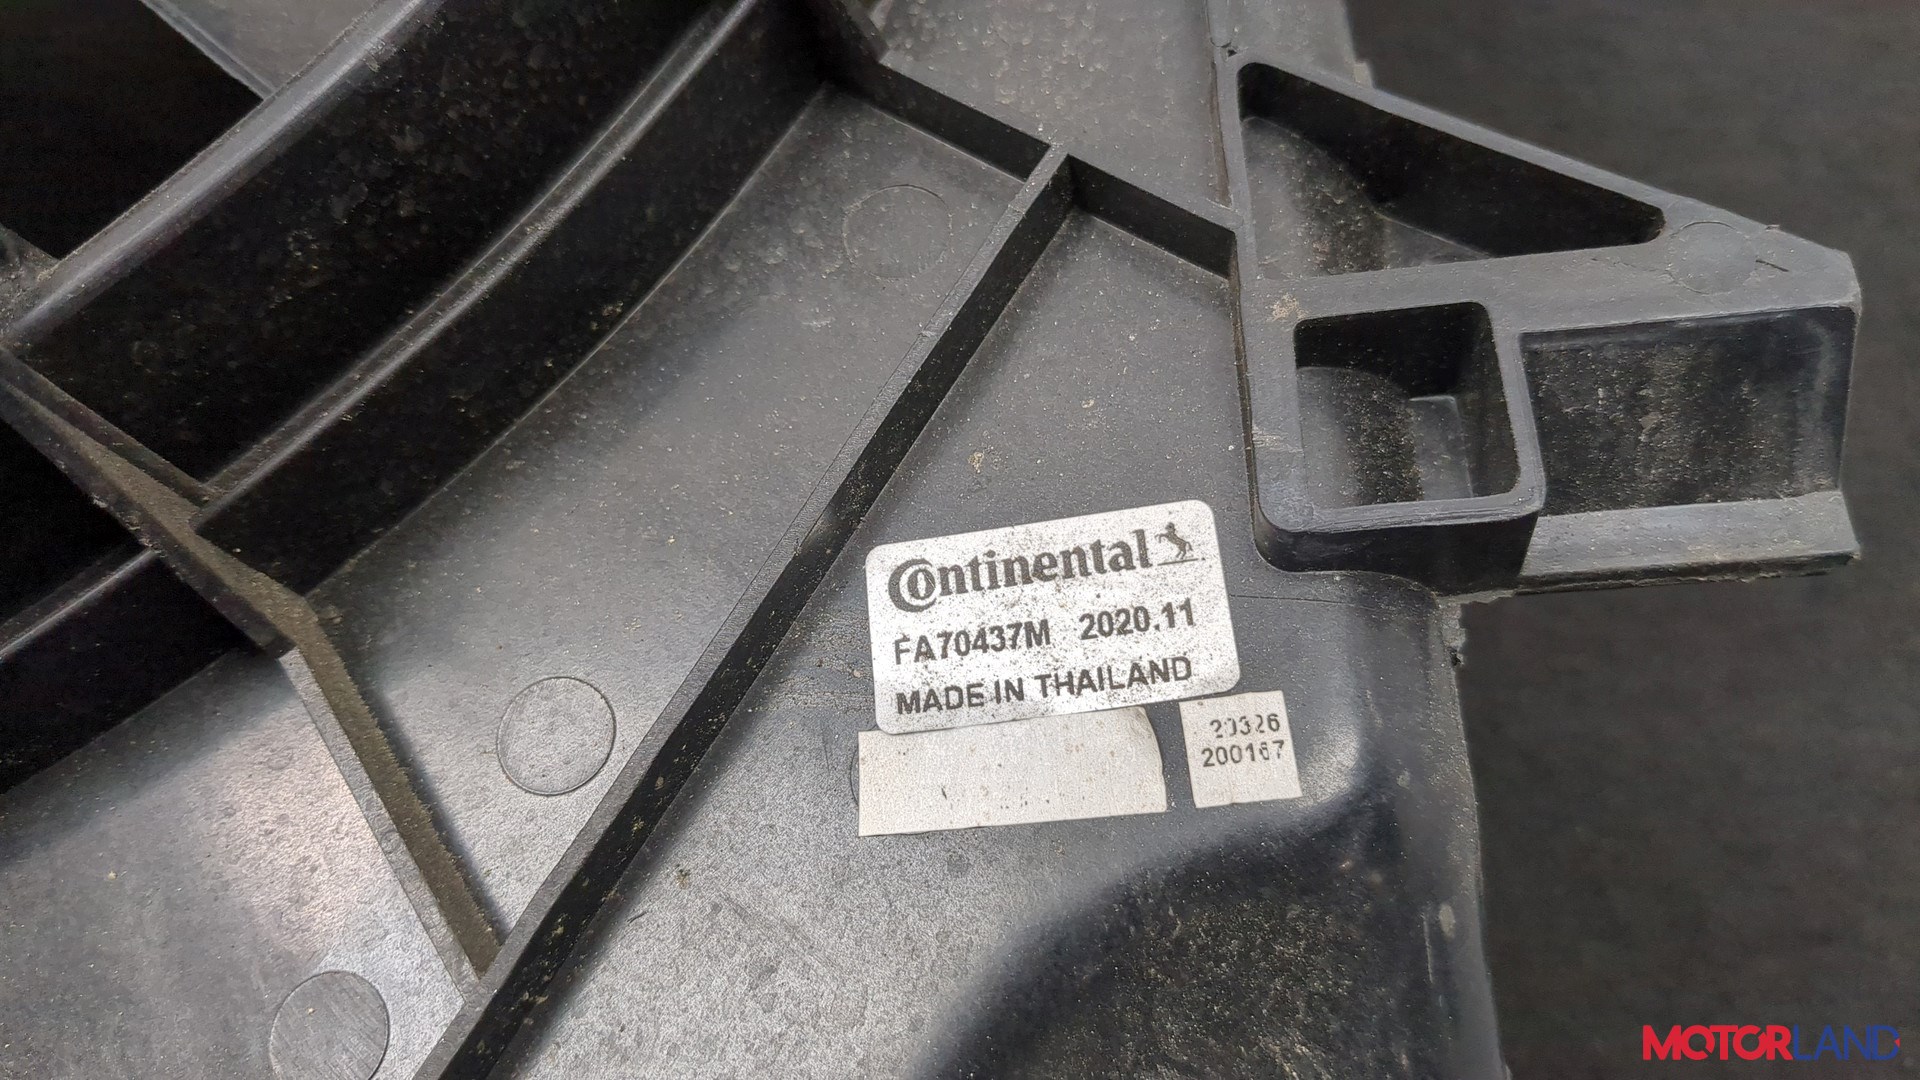 Continental
FA70437M 2020.11
MADE IN THAILAND
20326
200167
MOTORLAND